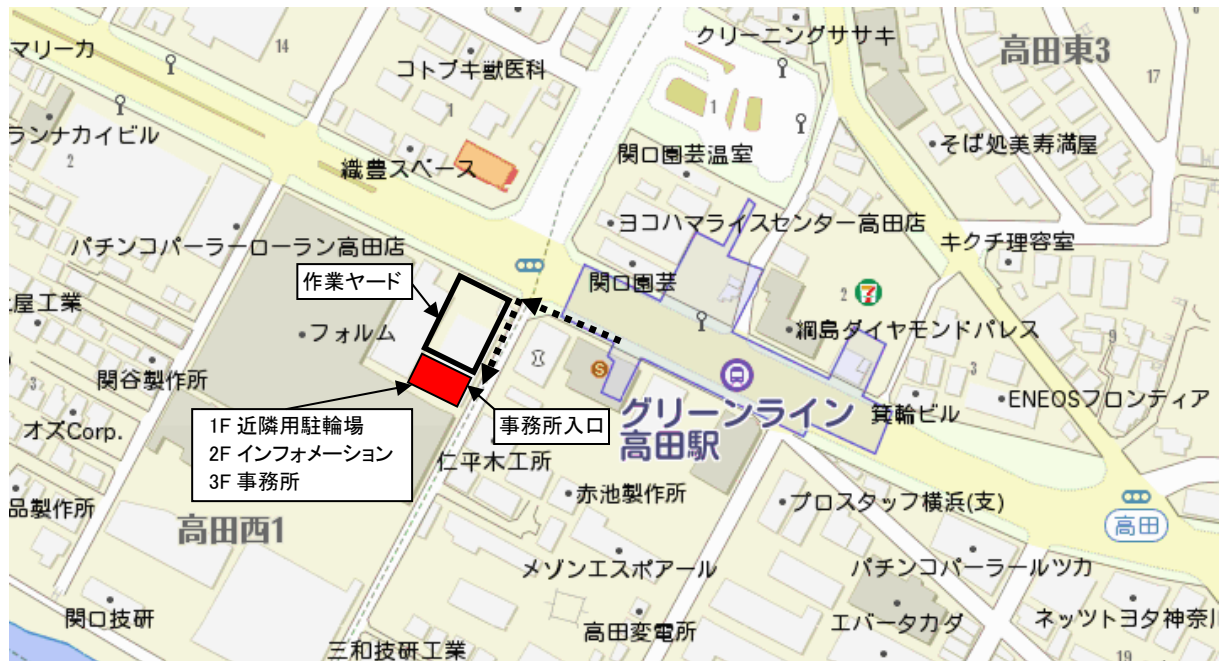 マリーカ
14
コトブキ獣医科
クリーニングササキ
高田東3
17
1
1
ランナカイビル
2
織豊スペース
関口園芸温室
そば処美寿満屋
ヨコハマライスセンター高田店
キクチ理容室
パチンコパーラーローラン高田店
作業ヤード
関口園芸
2
7
屋工業
フォルム
綱島ダイヤモンドパレス
9
S
3
関谷製作所
3
グリーンライン
高田駅
箕輪ビル
ENEOSフロンティア
オズCorp.
1F 近隣用駐輪場
2F インフォメーション
3F 事務所
事務所入口
仁平木工所
赤池製作所
品製作所
プロスタッフ横浜(支)
高田
高田西1
メゾンエスポアール
パチンコパーラールツカ
関口技研
高田変電所
エバータカダ
ネッツトヨタ神奈川
三和技研工業
19